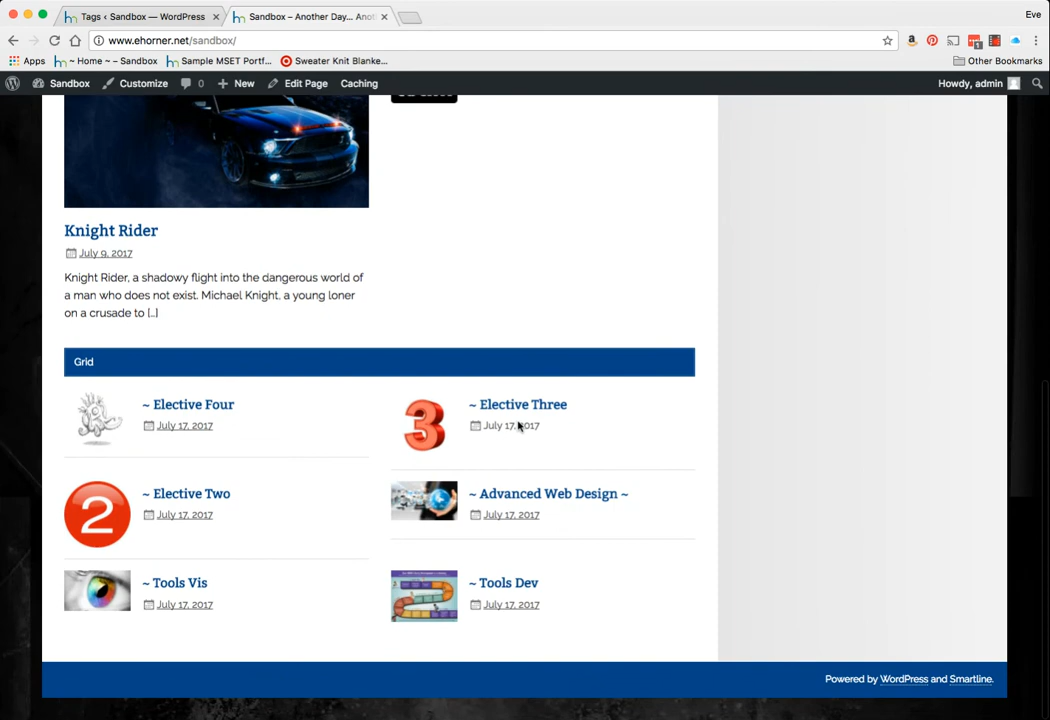 Tags ‹ Sandbox — WordPress
Sandbox – Another Day... Ano
Eve
www.ehorner.net/sandbox/
Apps
~ Home ~ – Sandbox
Sample MSET Portf...
Sweater Knit Blanke...
Other Bookmarks
Sandbox
Customize
0
New
Edit Page
Caching
Howdy, admin
Knight Rider
July 9, 2017
Knight Rider, a shadowy flight into the dangerous world of
a man who does not exist. Michael Knight, a young loner
on a crusade to [...]
Grid
~ Elective Four
July 17, 2017
3
~ Elective Three
July 17, 2017
2
~ Elective Two
July 17, 2017
~ Advanced Web Design ~
July 17, 2017
~ Tools Vis
July 17, 2017
~ Tools Dev
July 17, 2017
Powered by WordPress and Smartline.